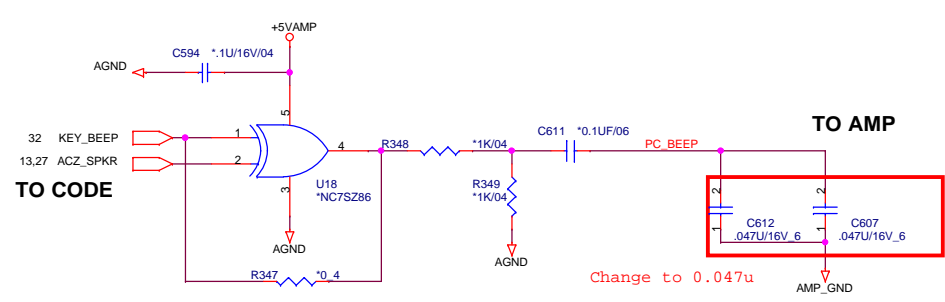 +5VAMP
C594 *.1U/16V/04
AGND
5
32 KEY_BEEP 1
4
13,27 ACZ_SPKR 2
TO CODE
3
U18
*NC7SZ86
AGND
R347 *0_4
R348 *1K/04
R349
*1K/04
AGND
C611 *0.1UF/06
PC_BEEP
TO AMP
2 2
1 1
C612
.047U/16V_6
C607
.047U/16V_6
Change to 0.047u
AMP_GND